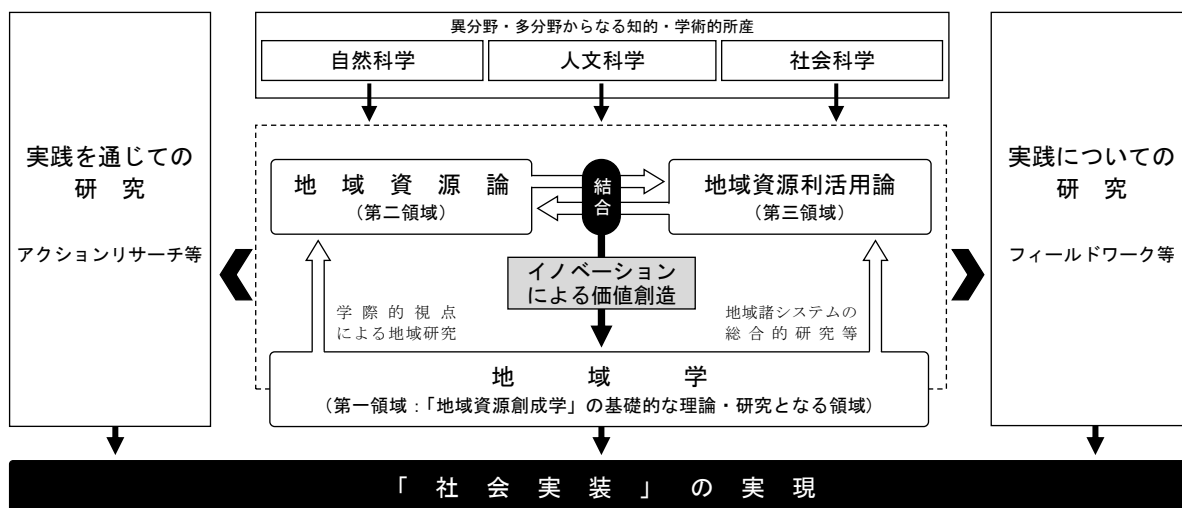 異分野・多分野からなる知的・学術的所産
自然科学
人文科学
社会科学
実践を通じての
研究
アクションリサーチ等
地域資源論
(第二領域)
結合
地域資源利活用論
(第三領域)
イノベーション
による価値創造
学際的視点
による地域研究
地域諸システムの
総合的研究等
地域学
(第一領域:「地域資源創成学」の基礎的な理論・研究となる領域)
実践についての
研究
フィールドワーク等
「社会実装」の実現